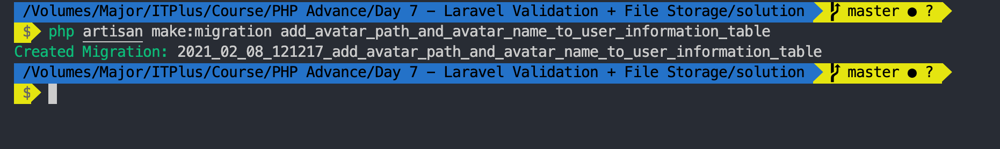 /Volumes/Major/ITPlus/Course/PHP Advance/Day 7 – Laravel Validation + File Storage/solution master ● ?
$ php artisan make:migration add_avatar_path_and_avatar_name_to_user_information_table
Created Migration: 2021_02_08_121217_add_avatar_path_and_avatar_name_to_user_information_table
/Volumes/Major/ITPlus/Course/PHP Advance/Day 7 – Laravel Validation + File Storage/solution master ● ?
$